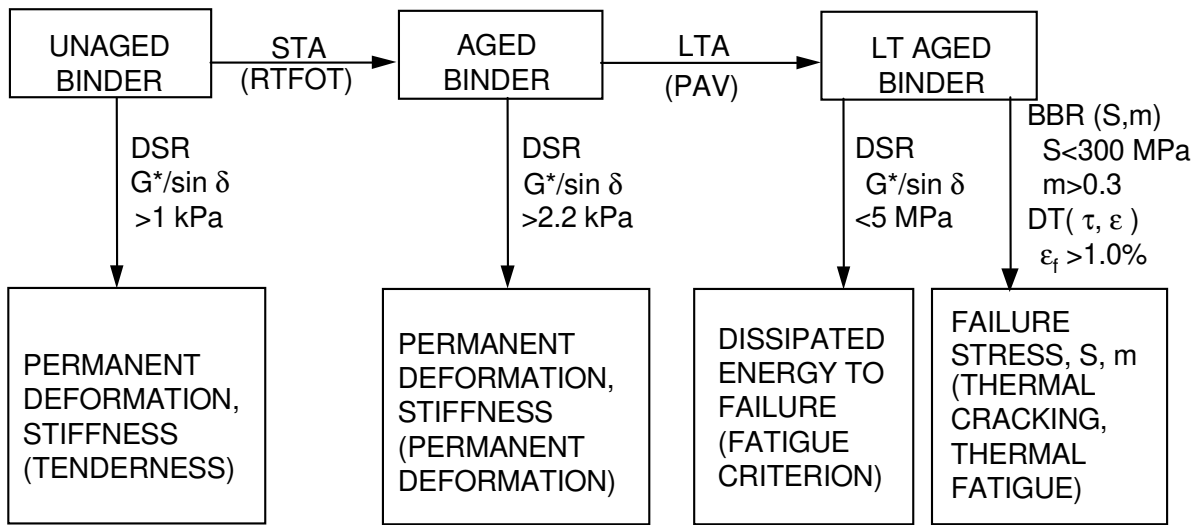 UNAGED
BINDER
STA
(RTFOT)
AGED
BINDER
LTA
(PAV)
LT AGED
BINDER
DSR
G*/sin δ
>1 kPa
DSR
G*/sin δ
>2.2 kPa
DSR
G*/sin δ
<5 MPa
BBR (S,m)
S<300 MPa
m>0.3
DT( τ, ε )
εf >1.0%
PERMANENT
DEFORMATION,
STIFFNESS
(TENDERNESS)
PERMANENT
DEFORMATION,
STIFFNESS
(PERMANENT
DEFORMATION)
DISSIPATED
ENERGY TO
FAILURE
(FATIGUE
CRITERION)
FAILURE
STRESS, S, m
(THERMAL
CRACKING,
THERMAL
FATIGUE)